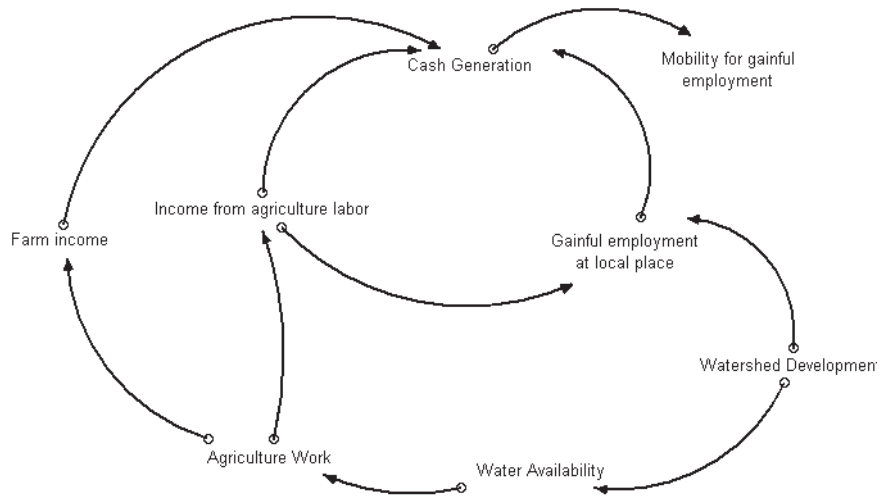 Cash Generation
Mobility for gainful
employment
Income from agriculture labor
Farm income
Gainful employment
at local place
Watershed Development
Agriculture Work
Water Availability